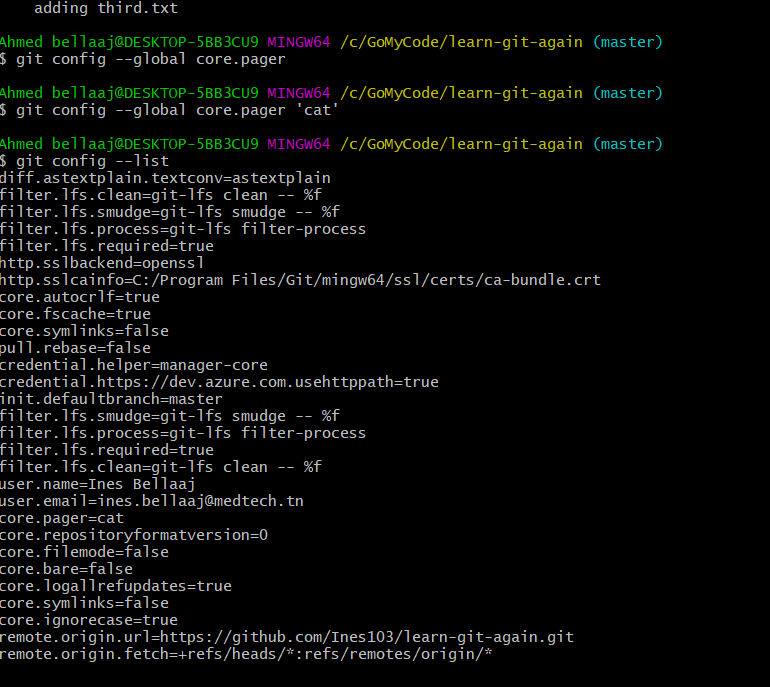 adding third.txt
Ahmed bellaaj@DESKTOP-5BB3CU9 MINGW64 /c/GoMyCode/learn-git-again (master)
$ git config --global core.pager
Ahmed bellaaj@DESKTOP-5BB3CU9 MINGW64 /c/GoMyCode/learn-git-again (master)
$ git config --global core.pager 'cat'
Ahmed bellaaj@DESKTOP-5BB3CU9 MINGW64 /c/GoMyCode/learn-git-again (master)
$ git config --list
diff.astextplain.textconv=astextplain
filter.lfs.clean=git-lfs clean -- %f
filter.lfs.smudge=git-lfs smudge -- %f
filter.lfs.process=git-lfs filter-process
filter.lfs.required=true
http.sslbackend=openssl
http.sslcainfo=C:/Program Files/Git/mingw64/ssl/certs/ca-bundle.crt
core.autocrlf=true
core.fscache=true
core.symlinks=false
pull.rebase=false
credential.helper=manager-core
credential.https://dev.azure.com.usehttppath=true
init.defaultbranch=master
filter.lfs.smudge=git-lfs smudge -- %f
filter.lfs.process=git-lfs filter-process
filter.lfs.required=true
filter.lfs.clean=git-lfs clean -- %f
user.name=Ines Bellaaj
user.email=ines.bellaaj@medtech.tn
core.pager=cat
core.repositoryformatversion=0
core.filemode=false
core.bare=false
core.logallrefupdates=true
core.symlinks=false
core.ignorecase=true
remote.origin.url=https://github.com/Ines103/learn-git-again.git
remote.origin.fetch=+refs/heads/*:refs/remotes/origin/*